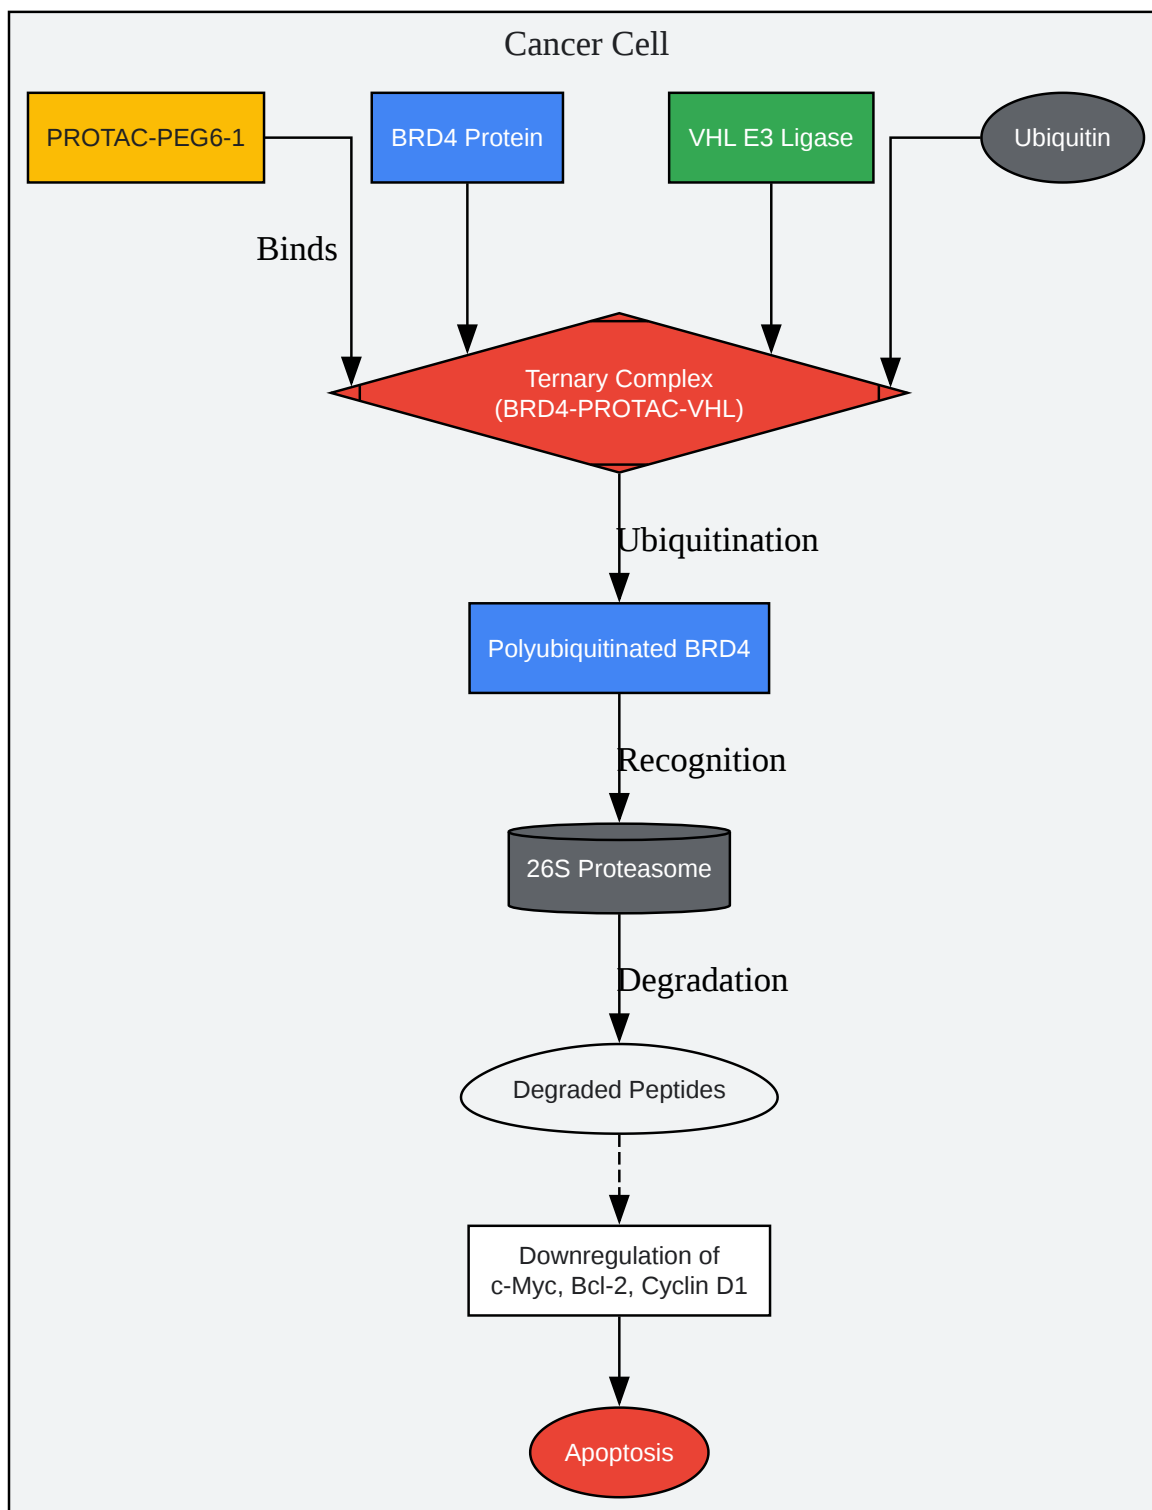 Cancer Cell
PROTAC-PEG6-1
BRD4 Protein
VHL E3 Ligase
Ubiquitin
Binds
Ternary Complex
(BRD4-PROTAC-VHL)
Ubiquitination
Polyubiquitinated BRD4
Recognition
26S Proteasome
Degradation
Degraded Peptides
Downregulation of
c-Myc, Bcl-2, Cyclin D1
Apoptosis